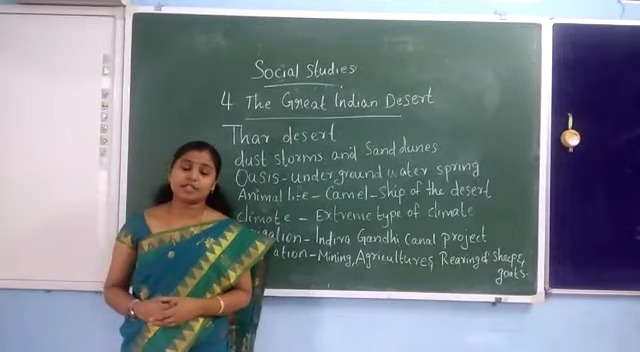 Social Studies
4 The Great Indian Desert
Thar desert
dust storms and Sand dunes
Oasis - underground water spring
Animal life - Camel - Ship of the desert
climate - Extreme type of climate
Indira Gandhi Canal project
Mining, Agricultures, Rearing of sheeps,
goats.